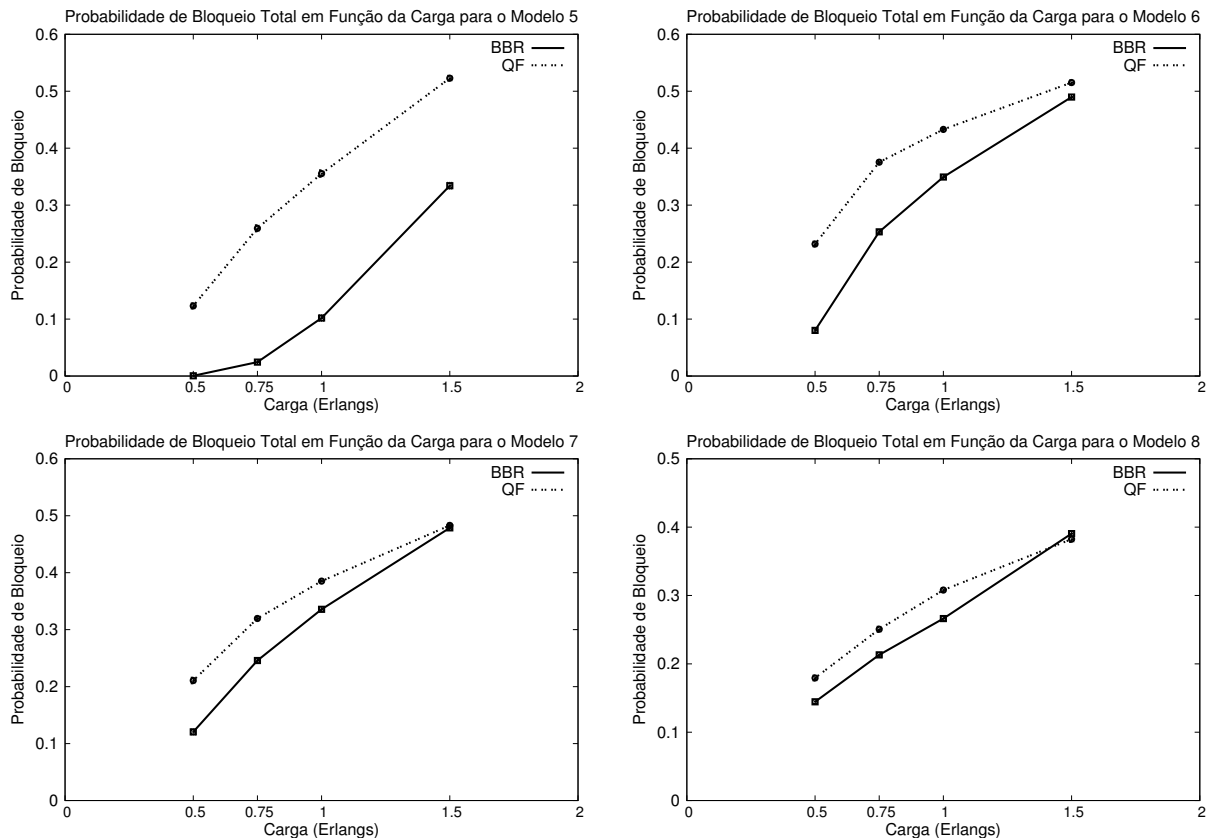 Probabilidade de Bloqueio Total em Função da Carga para o Modelo 5
0.6
BBR
QF
0.5
0.4
0.3
0.2
0.1
0
Probabilidade de Bloqueio
0
0.5
0.75
1
1.5
2
Carga (Erlangs)
Probabilidade de Bloqueio Total em Função da Carga para o Modelo 6
0.6
BBR
QF
0.5
0.4
0.3
0.2
0.1
0
Probabilidade de Bloqueio
0
0.5
0.75
1
1.5
2
Carga (Erlangs)
Probabilidade de Bloqueio Total em Função da Carga para o Modelo 7
0.6
BBR
QF
0.5
0.4
0.3
0.2
0.1
0
Probabilidade de Bloqueio
0
0.5
0.75
1
1.5
2
Carga (Erlangs)
Probabilidade de Bloqueio Total em Função da Carga para o Modelo 8
0.5
BBR
QF
0.4
0.3
0.2
0.1
0
Probabilidade de Bloqueio
0
0.5
0.75
1
1.5
2
Carga (Erlangs)